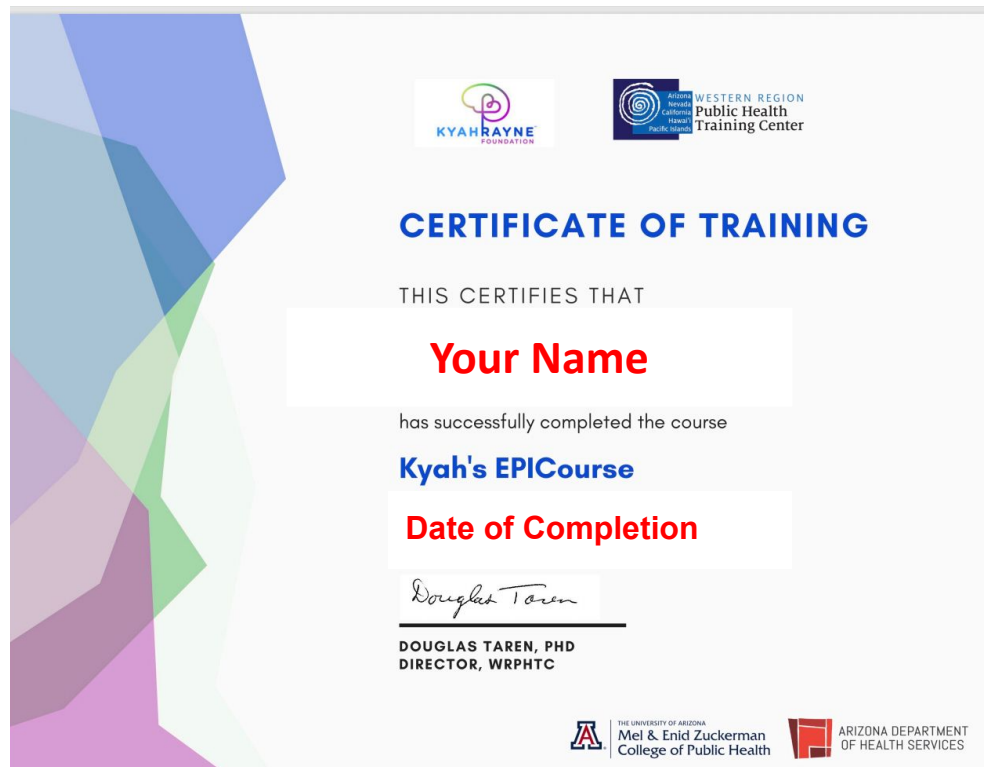 KYAHRAYNE
FOUNDATION
Arizona
Nevada
California
Hawai'i
Pacific Islands
WESTERN REGION
Public Health
Training Center
CERTIFICATE OF TRAINING
THIS CERTIFIES THAT
Your Name
has successfully completed the course
Kyah's EPICourse
Date of Completion
Douglas Taren
DOUGLAS TAREN, PHD
DIRECTOR, WRPHTC
THE UNIVERSITY OF ARIZONA
Mel & Enid Zuckerman
College of Public Health
ARIZONA DEPARTMENT
OF HEALTH SERVICES